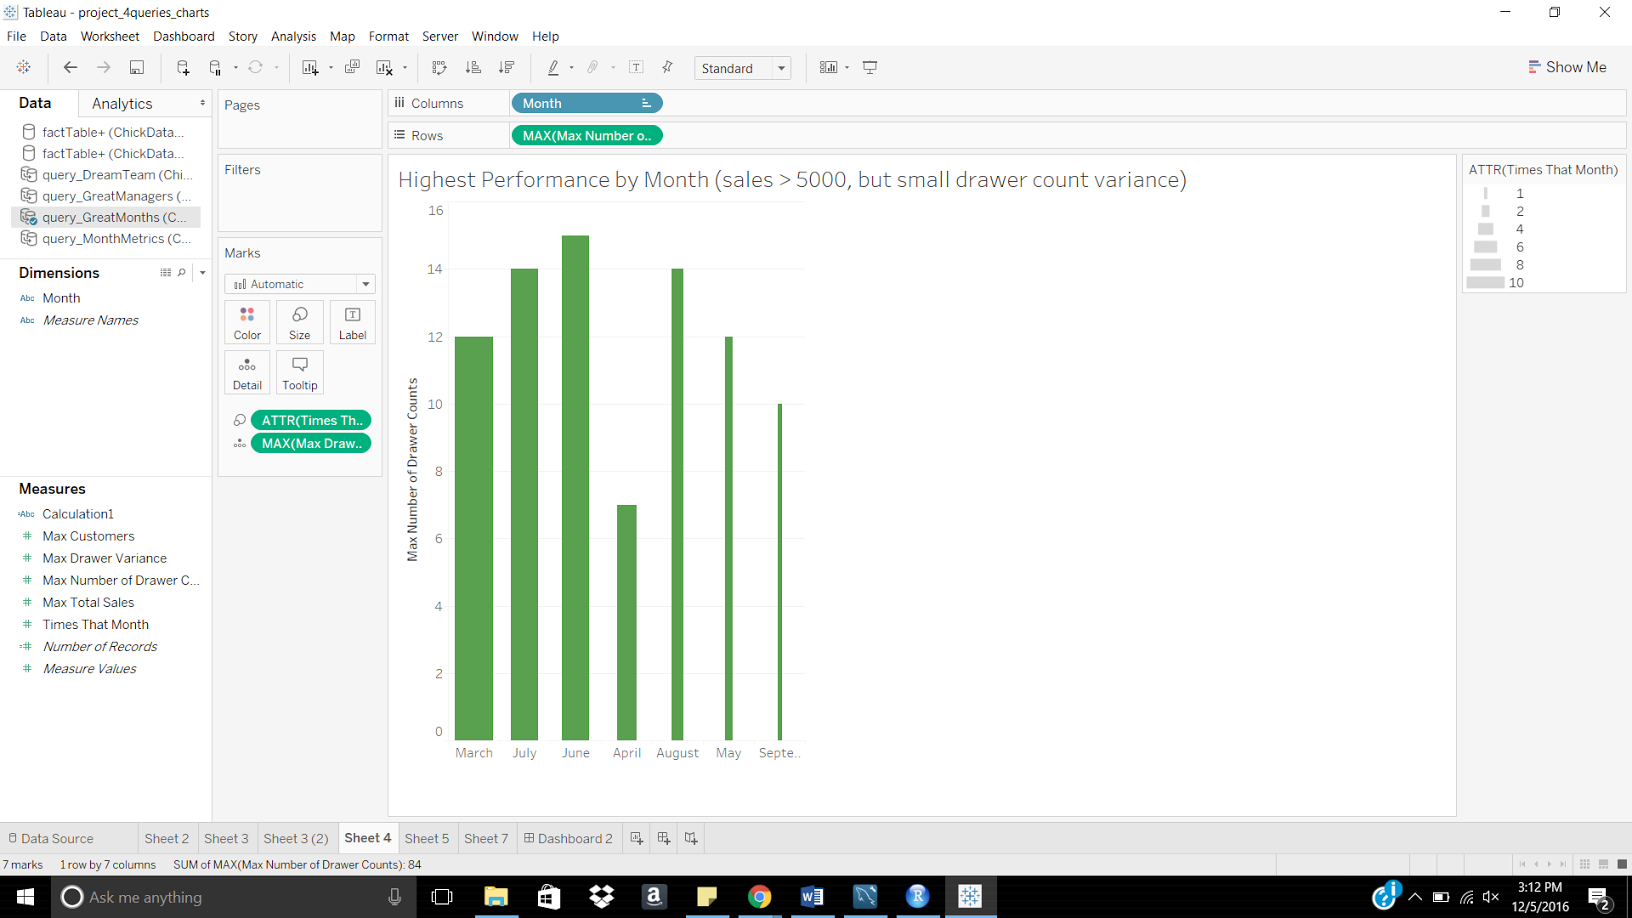 Tableau - project_4queries_charts
File Data Worksheet Dashboard Story Analysis Map Format Server Window Help
Standard
Show Me
Data
Analytics
factTable+ (ChickData...
factTable+ (ChickData...
query_DreamTeam (Chi...
query_GreatManagers (...
query_GreatMonths (C...
query_MonthMetrics (C...
Dimensions
Abc Month
Abc Measure Names
Measures
=Abc Calculation1
# Max Customers
# Max Drawer Variance
# Max Number of Drawer C...
# Max Total Sales
# Times That Month
=# Number of Records
# Measure Values
Pages
Filters
Marks
Automatic
Color Size Label
Detail Tooltip
ATTR(Times Th..
MAX(Max Draw..
Columns Month
Rows MAX(Max Number o..
Highest Performance by Month (sales > 5000, but small drawer count variance)
Max Number of Drawer Counts
16
14
12
10
8
6
4
2
0
March July June April August May Septe..
ATTR(Times That Month)
1
2
4
6
8
10
Data Source Sheet 2 Sheet 3 Sheet 3 (2) Sheet 4 Sheet 5 Sheet 7 Dashboard 2
7 marks 1 row by 7 columns SUM of MAX(Max Number of Drawer Counts): 84
Ask me anything
3:12 PM
12/5/2016
2